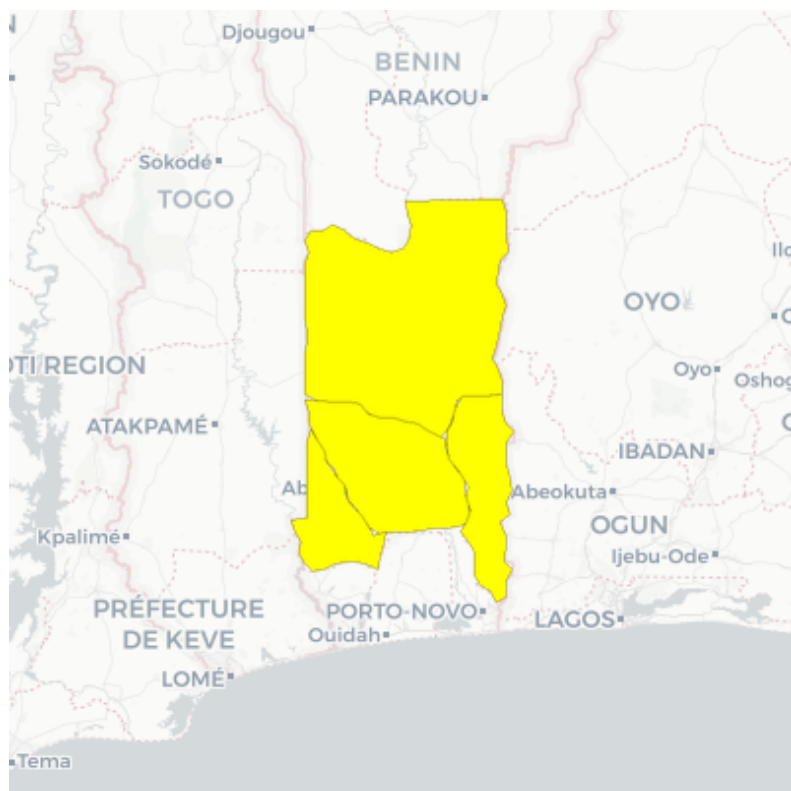 Djougou
BENIN
PARAKOU
Sokodé
TOGO
OYO
OTI REGION
Oyo
ATAKPAMÉ
IBADAN
Abeokuta
OGUN
Kpalimé
Ijebu-Ode
PRÉFECTURE
DE KEVE
PORTO-NOVO
LAGOS
Ouidah
LOMÉ
Tema